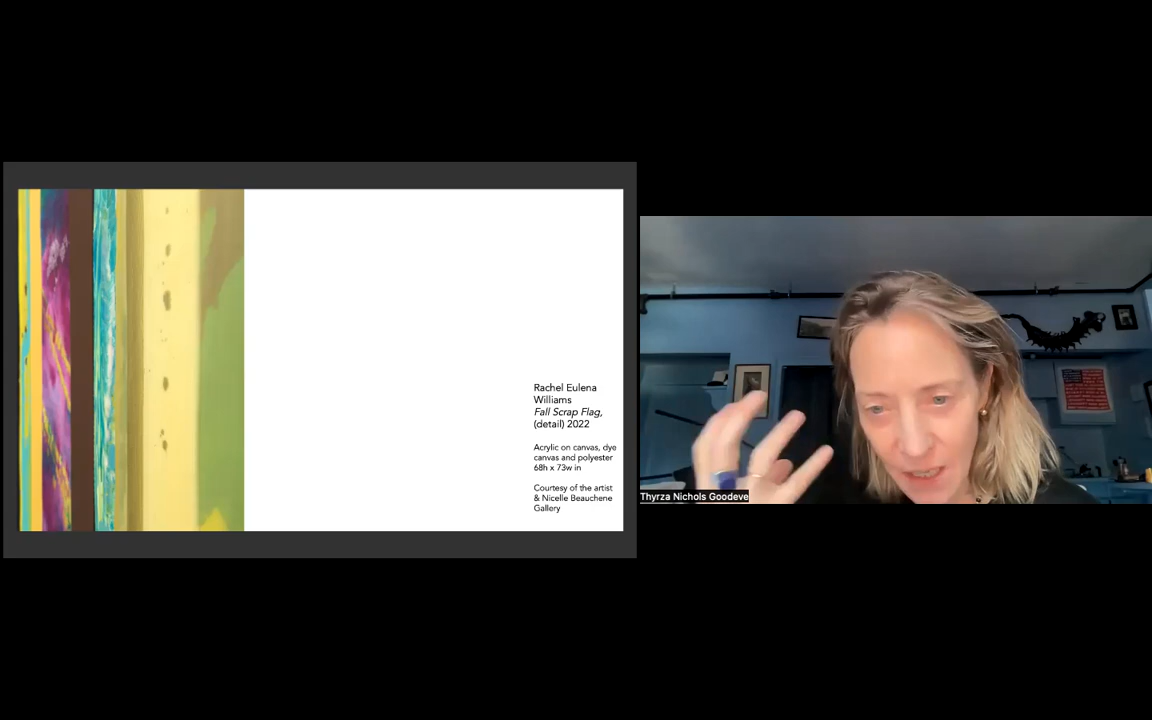 Rachel Eulena
Williams
Fall Scrap Flag,
(detail) 2022
Acrylic on canvas, dye
canvas and polyester
68h x 73w in
Courtesy of the artist
& Nicelle Beauchene
Gallery
Thyrza Nichols Goodeve